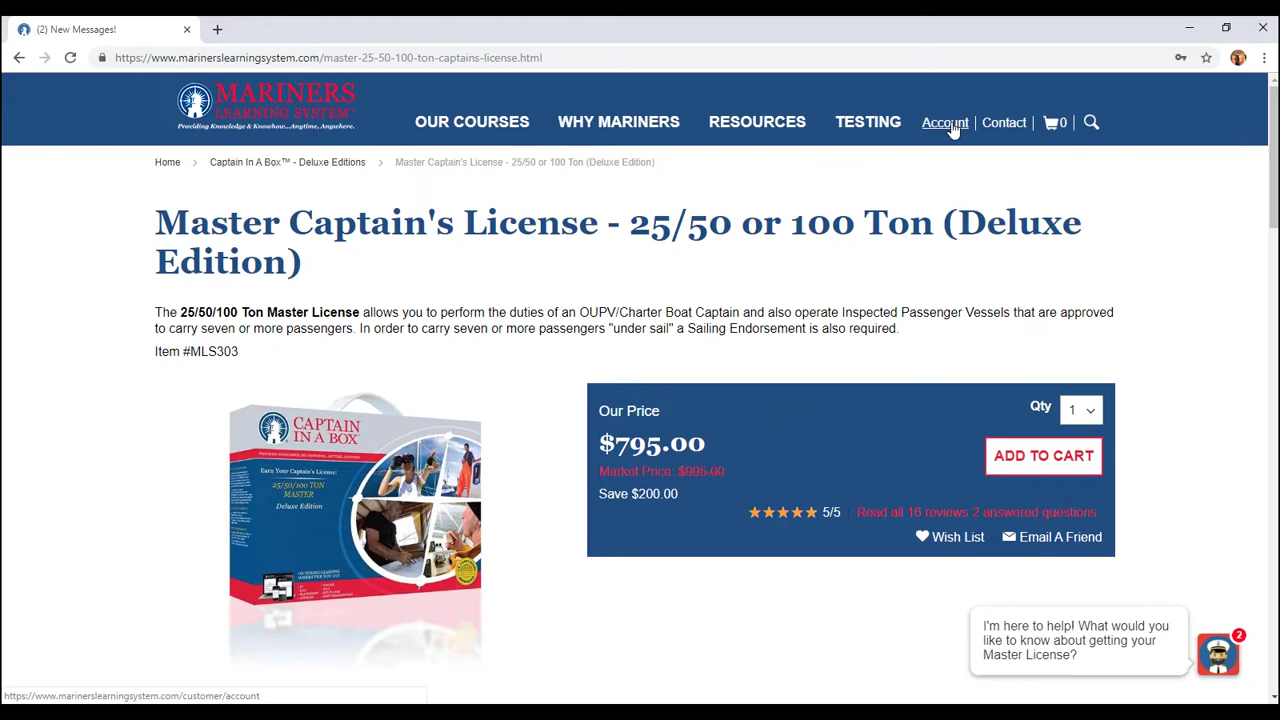 (2) New Messages!
https://www.marinerslearningsystem.com/master-25-50-100-ton-captains-license.html
MARINERS
LEARNING SYSTEM
Providing Knowledge & Knowhow...Anytime, Anywhere.
OUR COURSES WHY MARINERS RESOURCES TESTING Account Contact 0
Home Captain In A Box™ - Deluxe Editions Master Captain's License - 25/50 or 100 Ton (Deluxe Edition)
Master Captain's License - 25/50 or 100 Ton (Deluxe
Edition)
The 25/50/100 Ton Master License allows you to perform the duties of an OUPV/Charter Boat Captain and also operate Inspected Passenger Vessels that are approved
to carry seven or more passengers. In order to carry seven or more passengers "under sail" a Sailing Endorsement is also required.
Item #MLS303
CAPTAIN
IN A BOX
Earn Your Captain's License:
25/50/100 TON
MASTER
Deluxe Edition
Our Price
Qty 1
$795.00
ADD TO CART
Market Price: $995.00
Save $200.00
5/5 Read all 16 reviews 2 answered questions
Wish List Email A Friend
I'm here to help! What would you
like to know about getting your
Master License?
2
https://www.marinerslearningsystem.com/customer/account